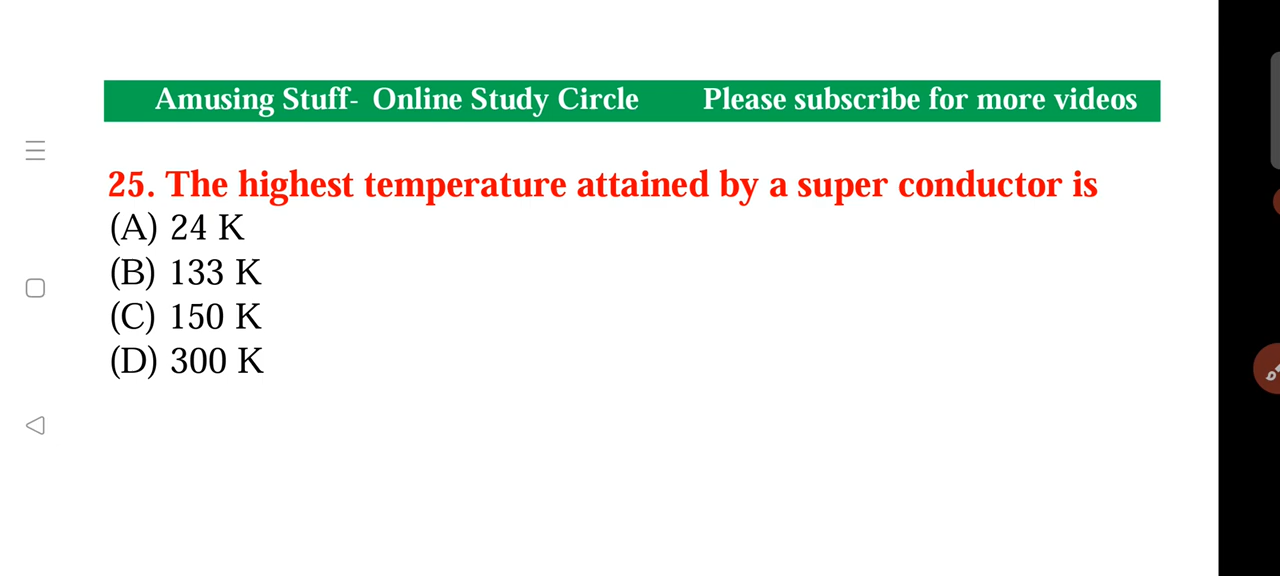 Amusing Stuff- Online Study Circle Please subscribe for more videos
25. The highest temperature attained by a super conductor is
(A) 24 K
(B) 133 K
(C) 150 K
(D) 300 K